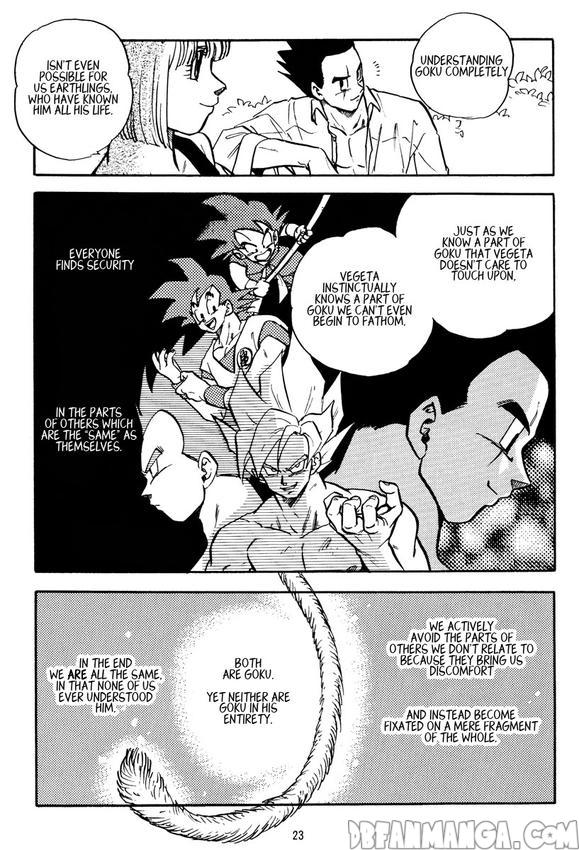 UNDERSTANDING
GOKU COMPLETELY
ISN'T EVEN
POSSIBLE FOR
US EARTHLINGS,
WHO HAVE KNOWN
HIM ALL HIS LIFE.
JUST AS WE
KNOW A PART OF
GOKU THAT VEGETA
DOESN'T CARE TO
TOUCH UPON,
VEGETA
INSTINCTUALLY
KNOWS A PART OF
GOKU WE CAN'T EVEN
BEGIN TO FATHOM.
EVERYONE
FINDS SECURITY
IN THE PARTS
OF OTHERS WHICH
ARE THE "SAME" AS
THEMSELVES.
WE ACTIVELY
AVOID THE PARTS OF
OTHERS WE DON'T RELATE TO
BECAUSE THEY BRING US
DISCOMFORT
AND INSTEAD BECOME
FIXATED ON A MERE FRAGMENT
OF THE WHOLE.
BOTH
ARE GOKU.
YET NEITHER ARE
GOKU IN HIS
ENTIRETY.
IN THE END
WE ARE ALL THE SAME,
IN THAT NONE OF US
EVER UNDERSTOOD
HIM.
23
DBFANMANGA.COM